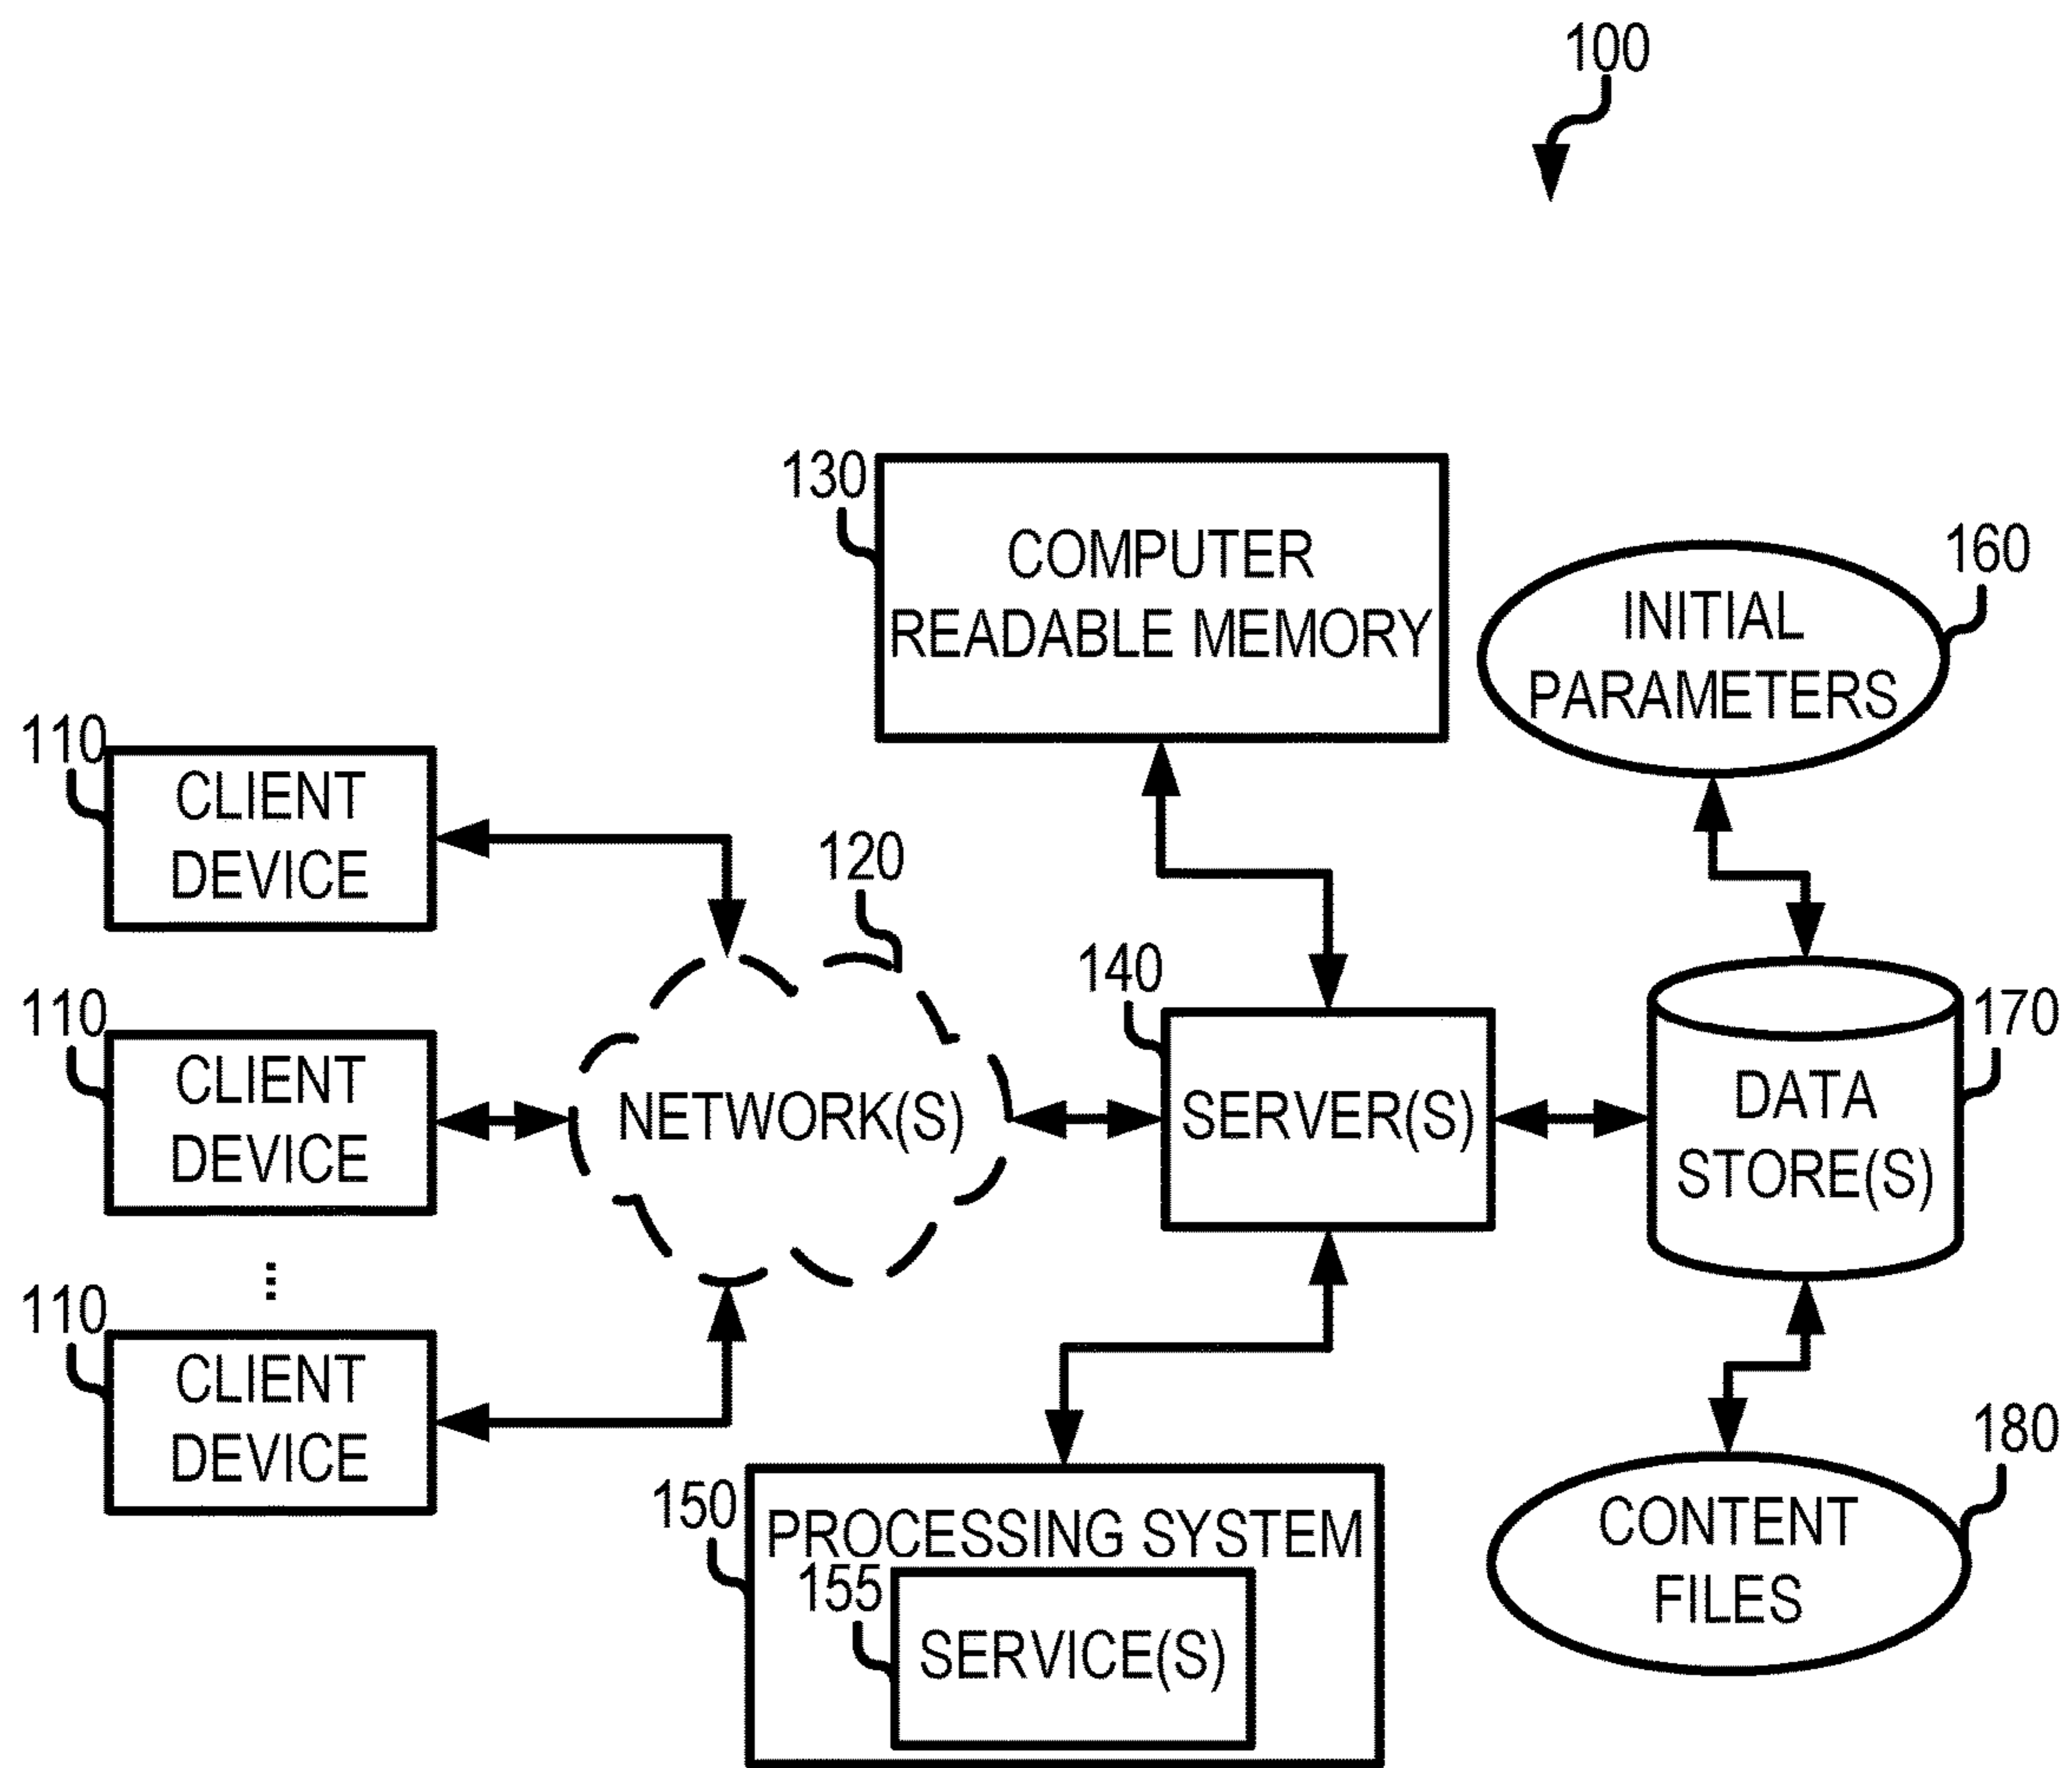 100
130
COMPUTER
READABLE MEMORY
160
INITIAL
PARAMETERS
110
CLIENT
DEVICE
120
110
CLIENT
DEVICE
NETWORK(S)
140
SERVER(S)
170
DATA
STORE(S)
...
110
CLIENT
DEVICE
150
PROCESSING SYSTEM
155
SERVICE(S)
180
CONTENT
FILES